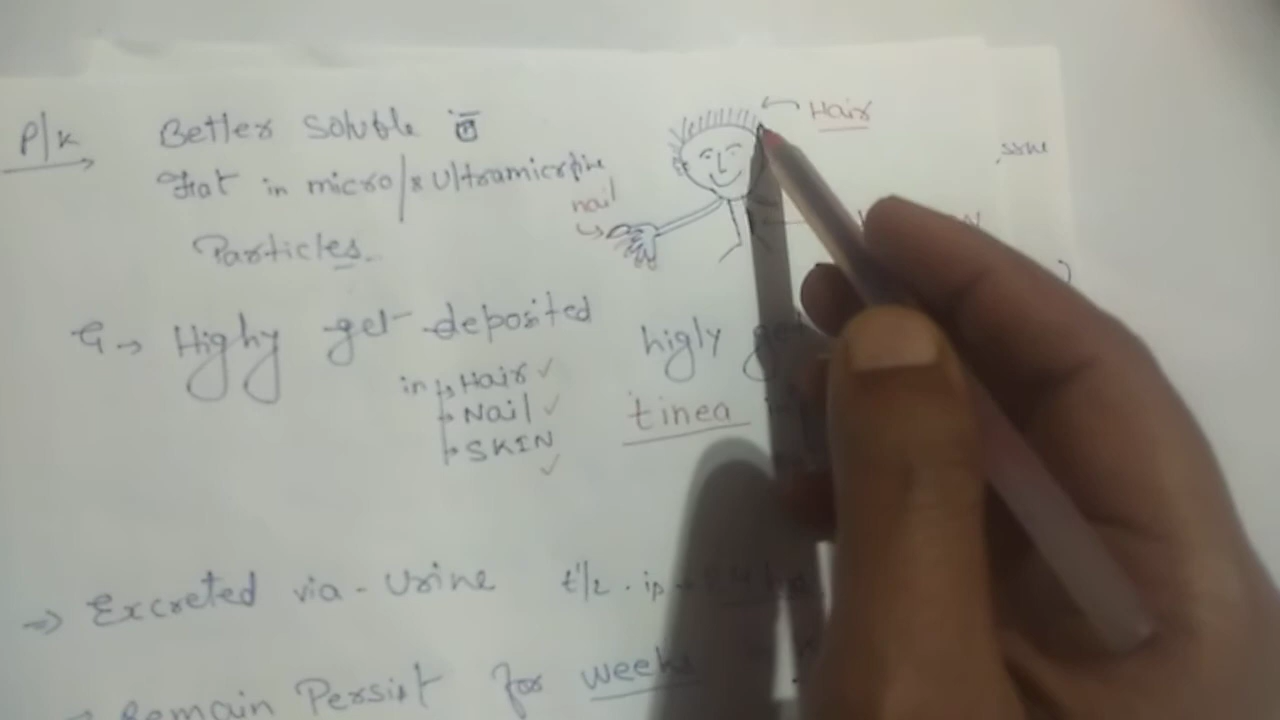 P/K Better soluble
Fat in micro/& Ultramicrofine
Particles.
Hair
nail
G → Highy get deposited
in Hair ✓
Nail ✓
SKIN ✓
higly
tinea
⇒ Excreted via - Urine t½ . is
Remain Persist for weeks